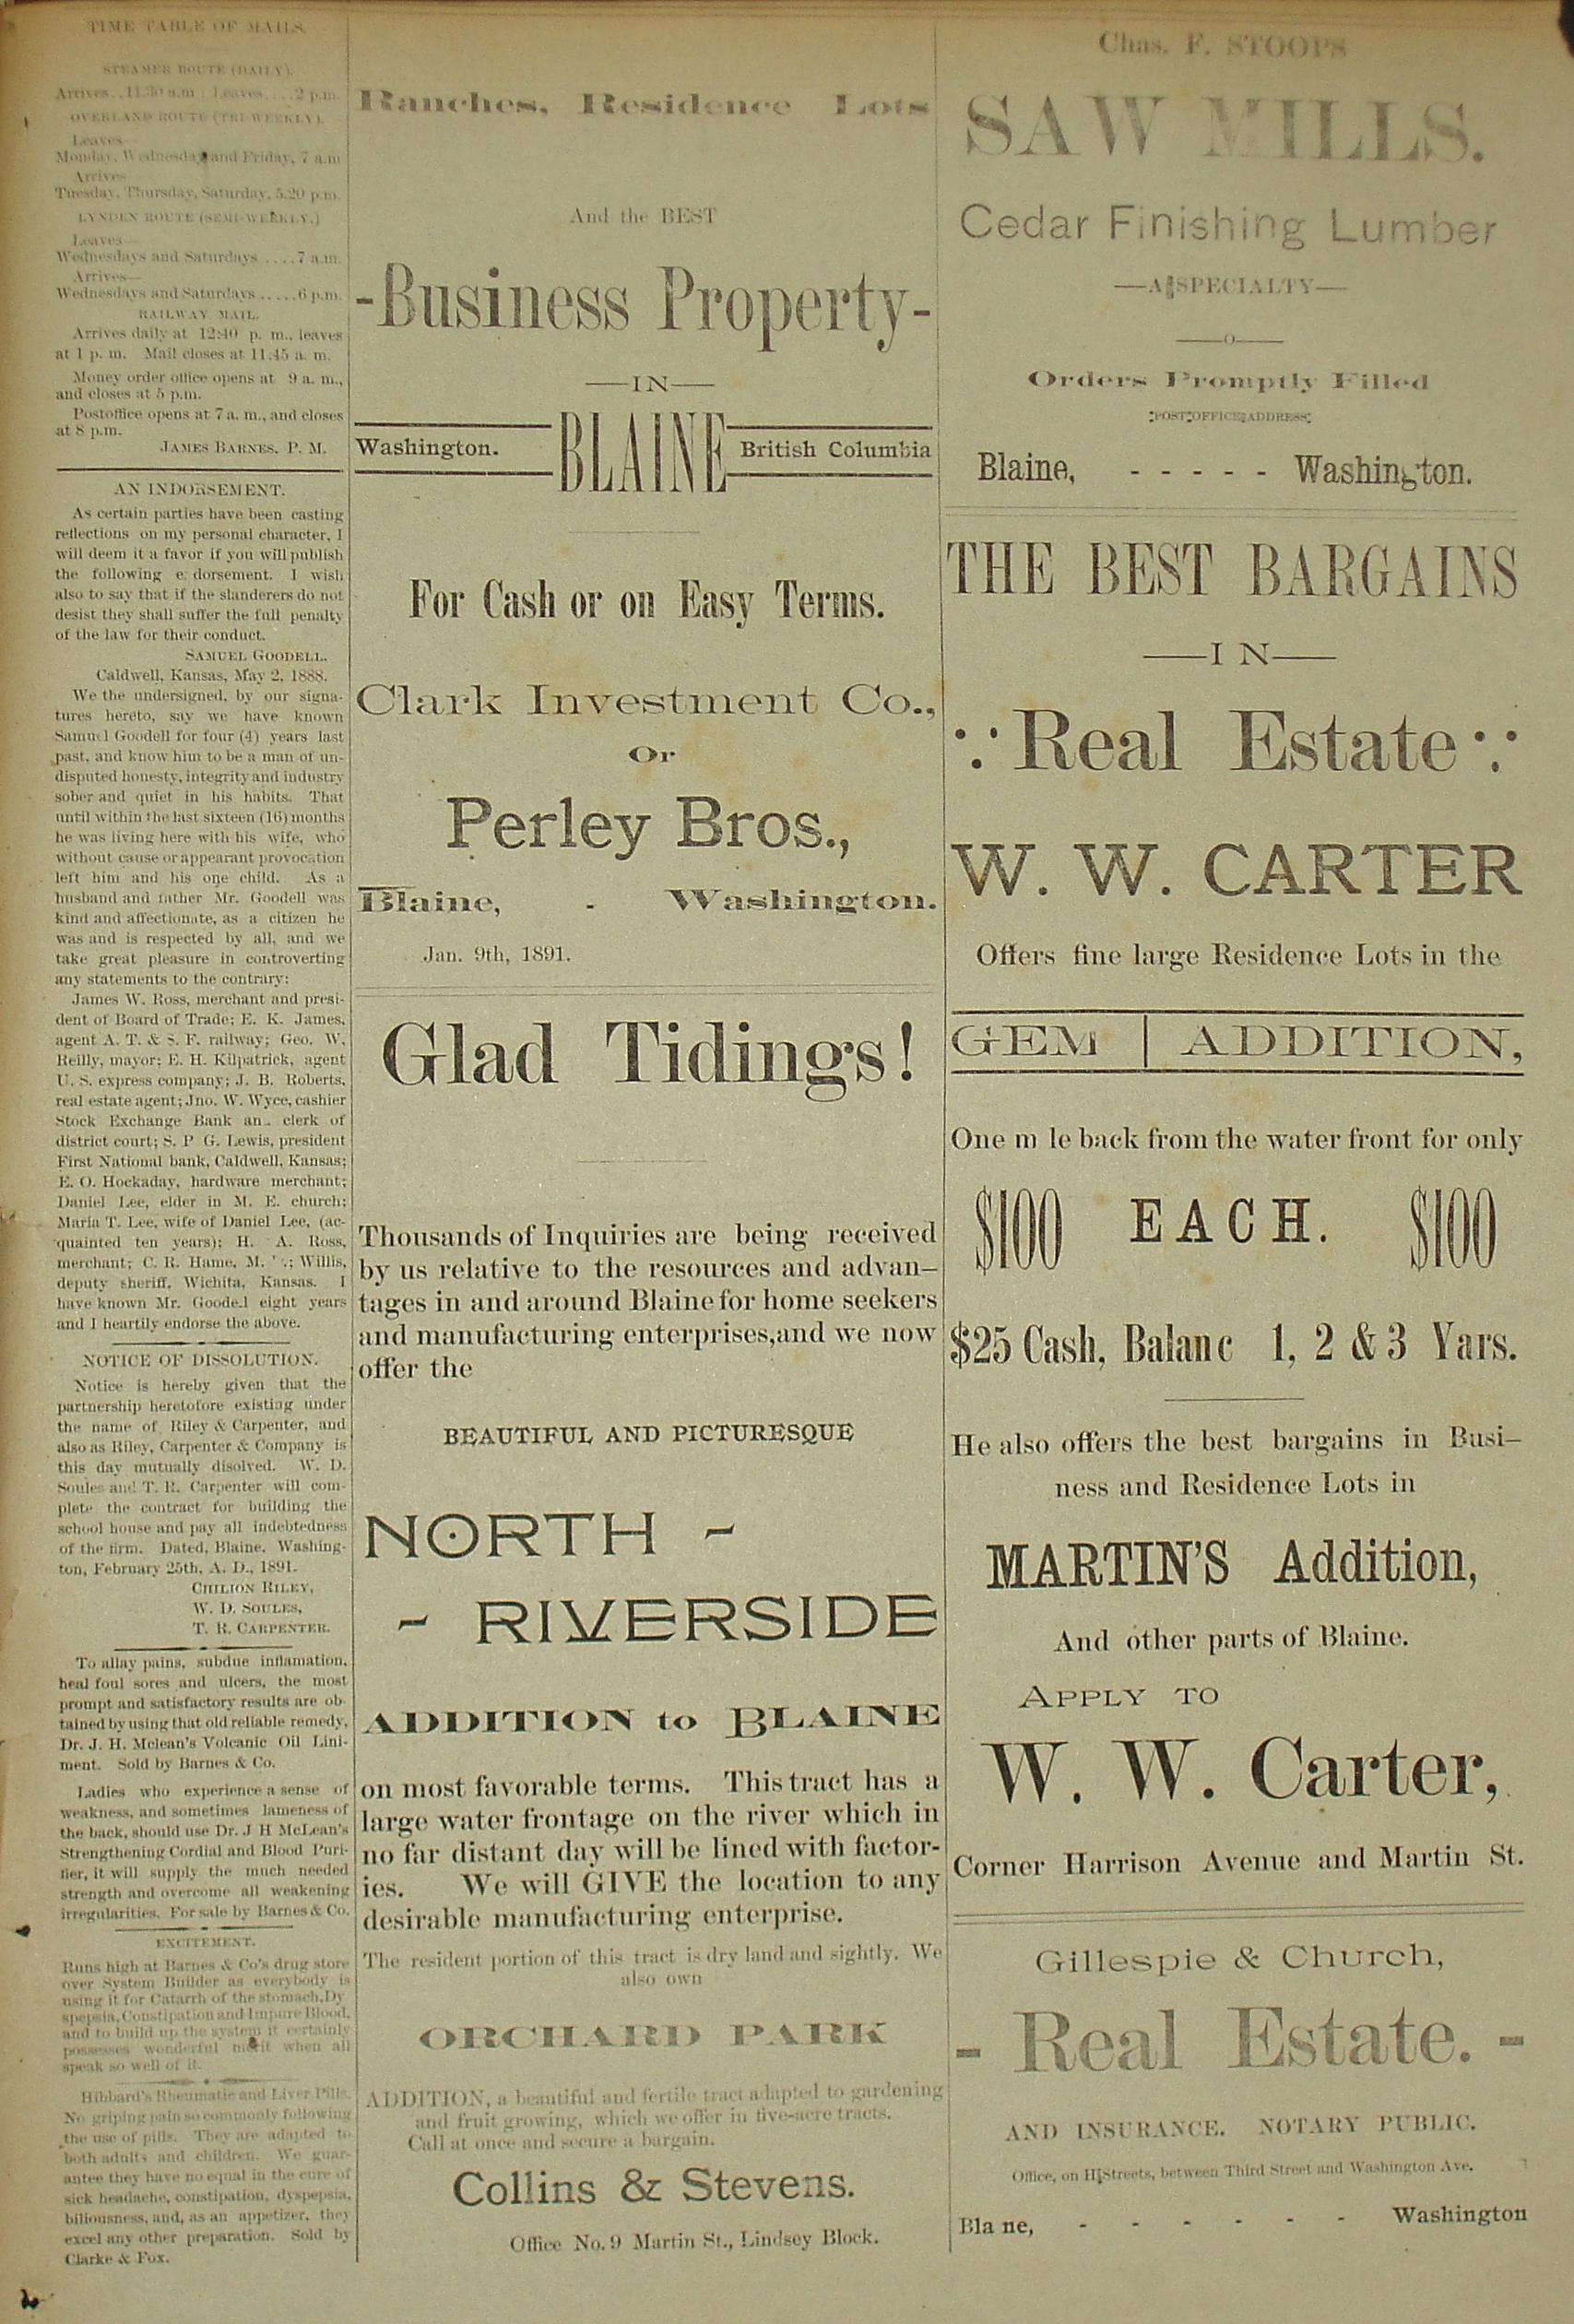 TIME TABLE OF MAILS.
STEAMER ROUTE (DAILY).
Arrives..11.30 a.m | Leaves....2 p.m.
OVERLAND ROUTE (TRI-WEEKLY).
Leaves—
Monday, Wednesday and Friday, 7 a.m
Arrives—
Tuesday, Thursday, Saturday, 5.20 p.m.
LYNDEN ROUTE (SEMI-WEEKLY.)
Leaves—
Wednesdays and Saturdays ....7 a.m.
Arrives—
Wednesdays and Saturdays .....6 p.m.
RAILWAY MAIL.
Arrives daily at 12:40 p. m., leaves
at 1 p. m. Mail closes at 11.45 a. m.
Money order office opens at 9 a. m.,
and closes at 5 p.m.
Postoffice opens at 7 a. m., and closes
at 8 p.m.
JAMES BARNES, P. M.
AN INDORSEMENT.
As certain parties have been casting
reflections on my personal character, I
will deem it a favor if you will publish
the following e. dorsement. I wish
also to say that if the slanderers do not
desist they shall suffer the full penalty
of the law for their conduct.
SAMUEL GOODELL.
Caldwell, Kansas, May 2, 1888.
We the undersigned, by our signa-
tures hereto, say we have known
Samuel Goodell for four (4) years last
past, and know him to be a man of un-
disputed honesty, integrity and industry
sober and quiet in his habits. That
until within the last sixteen (16) months
he was living here with his wife, who
without cause or appearant provocation
left him and his one child. As a
husband and father Mr. Goodell was
kind and affectionate, as a citizen he
was and is respected by all, and we
take great pleasure in controverting
any statements to the contrary:
James W. Ross, merchant and presi-
dent of Board of Trade; E. K. James,
agent A. T. & S. F. railway; Geo. W.
Reilly, mayor; E. H. Kilpatrick, agent
U. S. express company; J. B. Roberts,
real estate agent; Jno. W. Wyce, cashier
Stock Exchange Bank an.. clerk of
district court; S. P G. Lewis, president
First National bank, Caldwell, Kansas;
E. O. Hockaday, hardware merchant;
Daniel Lee, elder in M. E. church;
Maria T. Lee, wife of Daniel Lee, (ac-
quainted ten years); H. A. Ross,
merchant; C. R. Hame, M. .; Willis,
deputy sheriff, Wichita, Kansas. I
have known Mr. Goodell eight years
and I heartily endorse the above.
NOTICE OF DISSOLUTION.
Notice is hereby given that the
partnership heretofore existing under
the name of Riley & Carpenter, and
also as Riley, Carpenter & Company is
this day mutually disolved. W. D.
Soules and T. R. Carpenter will com-
plete the contract for building the
school house and pay all indebtedness
of the firm. Dated, Blaine, Washing-
ton, February 25th, A. D., 1891.
CHILION RILEY,
W. D. SOULES,
T. R. CARPENTER.
To allay pains, subdue inflamation,
heal foul sores and ulcers, the most
prompt and satisfactory results are ob
tained by using that old reliable remedy,
Dr. J. H. Mclean's Volcanic Oil Lini-
ment. Sold by Barnes & Co.
Ladies who experience a sense of
weakness, and sometimes lameness of
the back, should use Dr. J H McLean's
Strengthening Cordial and Blood Puri-
fier, it will supply the much needed
strength and overcome all weakening
irregularities. For sale by Barnes & Co.
EXCITEMENT.
Runs high at Barnes & Co's drug store
over System Builder as everybody is
using it for Catarrh of the stomach, Dy
spepsia, Constipation and Impure Blood,
and to build up the system it certainly
possesses wonderful merit when all
speak so well of it.
Hibbard's Rheumatic and Liver Pills.
No griping pain so commonly following
the use of pills. They are adapted to
both adults and children. We guar-
antee they have no equal in the cure of
sick headache, constipation, dyspepsia,
biliousness, and, as an appetizer, they
excel any other preparation. Sold by
Clarke & Fox.
Ranches, Residence Lots
And the BEST
-Business Property-
—IN—
Washington. BLAINE British Columbia
For Cash or on Easy Terms.
Clark Investment Co.,
Or
Perley Bros.,
Blaine, - Washington.
Jan. 9th, 1891.
Glad Tidings!
Thousands of Inquiries are being received
by us relative to the resources and advan–
tages in and around Blaine for home seekers
and manufacturing enterprises,and we now
offer the
BEAUTIFUL AND PICTURESQUE
NORTH -
- RIVERSIDE
ADDITION to BLAINE
on most favorable terms. This tract has a
large water frontage on the river which in
no far distant day will be lined with factor-
ies. We will GIVE the location to any
desirable manufacturing enterprise.
The resident portion of this tract is dry land and sightly. We
also own
ORCHARD PARK
ADDITION, a beautiful and fertile tract adapted to gardening
and fruit growing, which we offer in five-acre tracts.
Call at once and secure a bargain.
Collins & Stevens.
Office No. 9 Martin St., Lindsey Block.
Chas. F. STOOPS
SAW MILLS.
Cedar Finishing Lumber
—A SPECIALTY—
——o——
Orders Promptly Filled
POST OFFICE ADDRESS:
Blaine, - - - - - Washington.
THE BEST BARGAINS
——IN——
Real Estate
W. W. CARTER
Offers fine large Residence Lots in the
GEM | ADDITION,
One m le back from the water front for only
$100 EACH. $100
$25 Cash, Balanc 1, 2 & 3 Yars.
He also offers the best bargains in Busi–
ness and Residence Lots in
MARTIN'S Addition,
And other parts of Blaine.
APPLY TO
W. W. Carter,
Corner Harrison Avenue and Martin St.
Gillespie & Church,
- Real Estate. -
AND INSURANCE. NOTARY PUBLIC.
Office, on H Streets, between Third Street and Washington Ave.
Bla ne, - - - - - - Washington